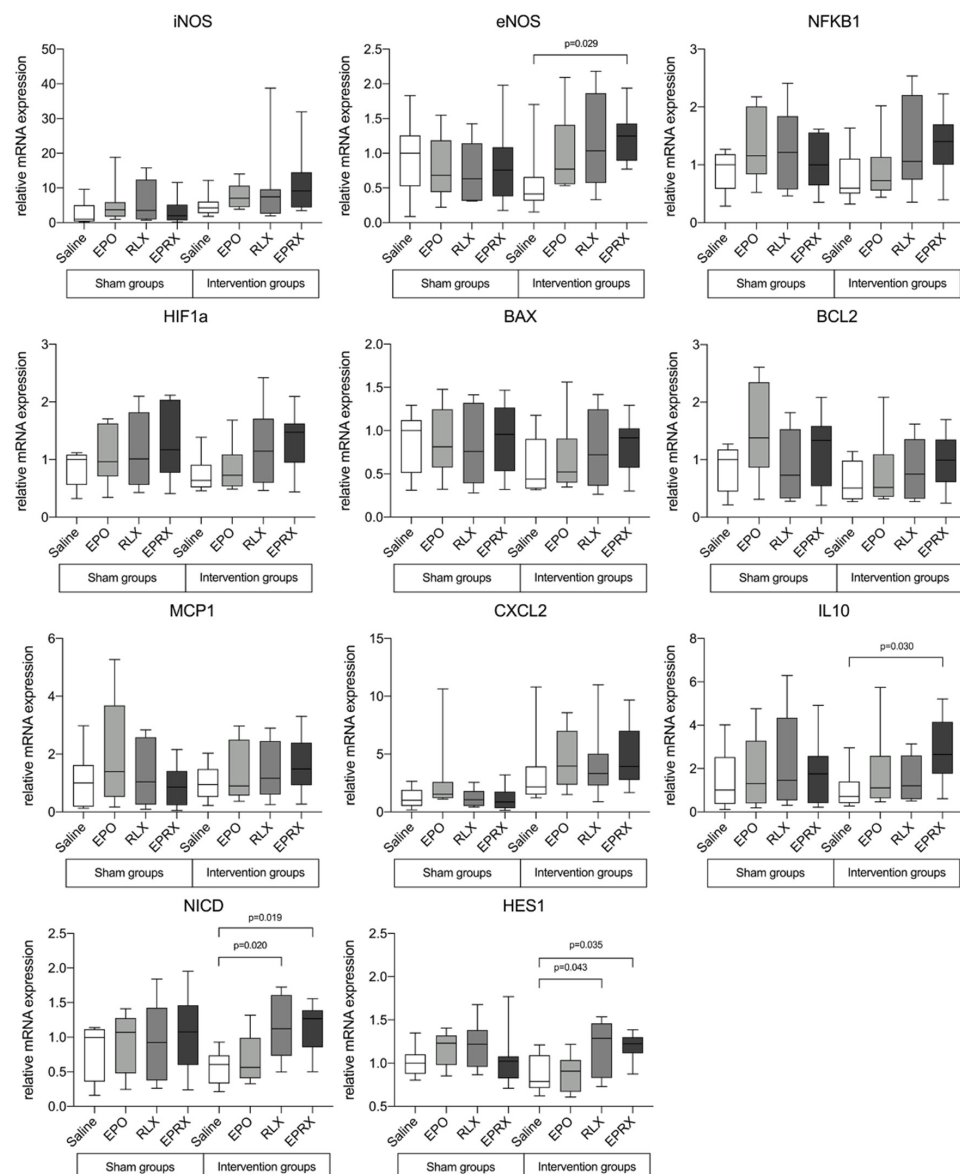 iNOS
relative mRNA expression
50
40
30
20
10
0
Saline EPO RLX EPRX Saline EPO RLX EPRX
Sham groups Intervention groups
eNOS
relative mRNA expression
2.5
2.0
1.5
1.0
0.5
0.0
p=0.029
Saline EPO RLX EPRX Saline EPO RLX EPRX
Sham groups Intervention groups
NFKB1
relative mRNA expression
3
2
1
0
Saline EPO RLX EPRX Saline EPO RLX EPRX
Sham groups Intervention groups
HIF1a
relative mRNA expression
3
2
1
0
Saline EPO RLX EPRX Saline EPO RLX EPRX
Sham groups Intervention groups
BAX
relative mRNA expression
2.0
1.5
1.0
0.5
0.0
Saline EPO RLX EPRX Saline EPO RLX EPRX
Sham groups Intervention groups
BCL2
relative mRNA expression
3
2
1
0
Saline EPO RLX EPRX Saline EPO RLX EPRX
Sham groups Intervention groups
MCP1
relative mRNA expression
6
4
2
0
Saline EPO RLX EPRX Saline EPO RLX EPRX
Sham groups Intervention groups
CXCL2
relative mRNA expression
15
10
5
0
Saline EPO RLX EPRX Saline EPO RLX EPRX
Sham groups Intervention groups
IL10
relative mRNA expression
8
6
4
2
0
p=0.030
Saline EPO RLX EPRX Saline EPO RLX EPRX
Sham groups Intervention groups
NICD
relative mRNA expression
2.5
2.0
1.5
1.0
0.5
0.0
p=0.019
p=0.020
Saline EPO RLX EPRX Saline EPO RLX EPRX
Sham groups Intervention groups
HES1
relative mRNA expression
2.5
2.0
1.5
1.0
0.5
p=0.035
p=0.043
Saline EPO RLX EPRX Saline EPO RLX EPRX
Sham groups Intervention groups